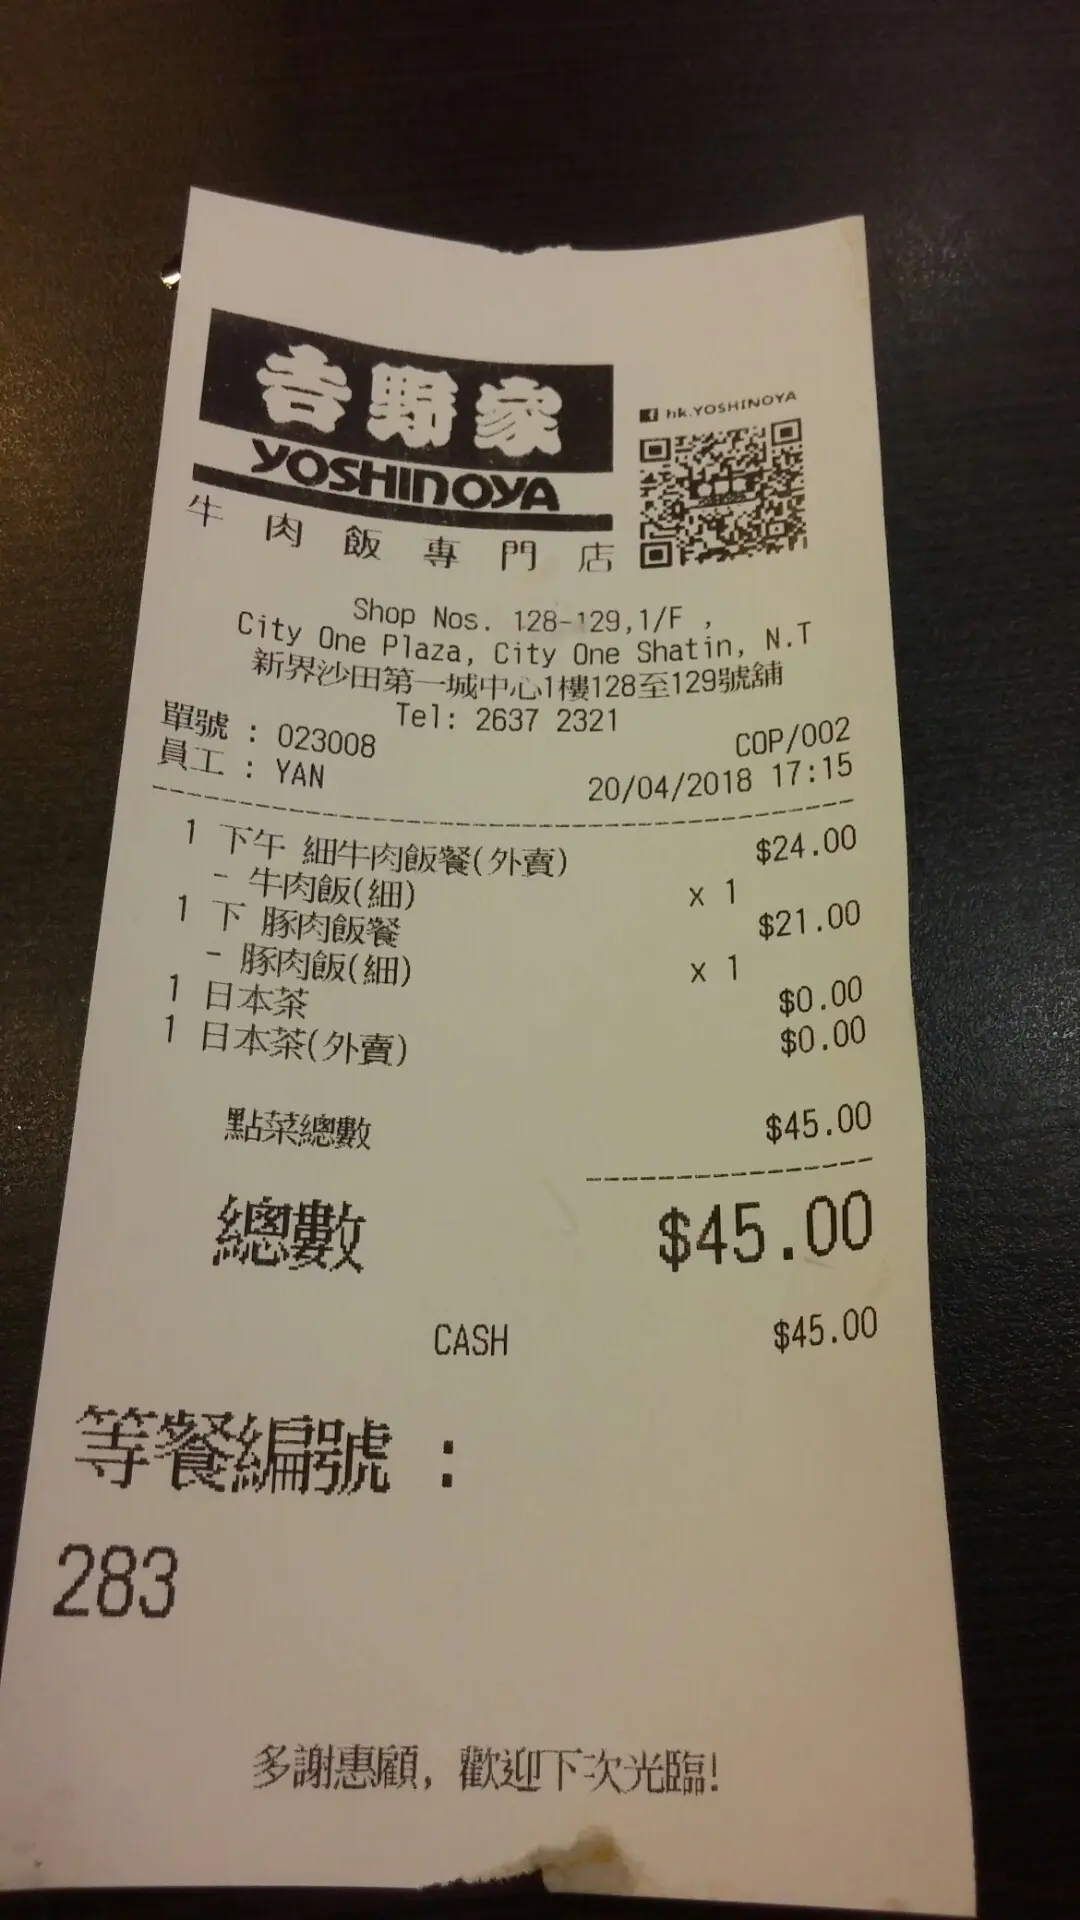 吉野家
YOSHINOYA
牛肉飯專門店
hk.YOSHINOYA
Shop Nos. 128-129,1/F ,
City One Plaza, City One Shatin, N.T
新界沙田第一城中心1樓128至129號舖
Tel: 2637 2321
單號 : 023008 COP/002
員工 : YAN 20/04/2018 17:15
1 下午 細牛肉飯餐(外賣) $24.00
- 牛肉飯(細) x 1
1 下 豚肉飯餐 $21.00
- 豚肉飯(細) x 1
1 日本茶 $0.00
1 日本茶(外賣) $0.00
點菜總數 $45.00
總數 $45.00
CASH $45.00
等餐編號 :
283
多謝惠顧, 歡迎下次光臨!